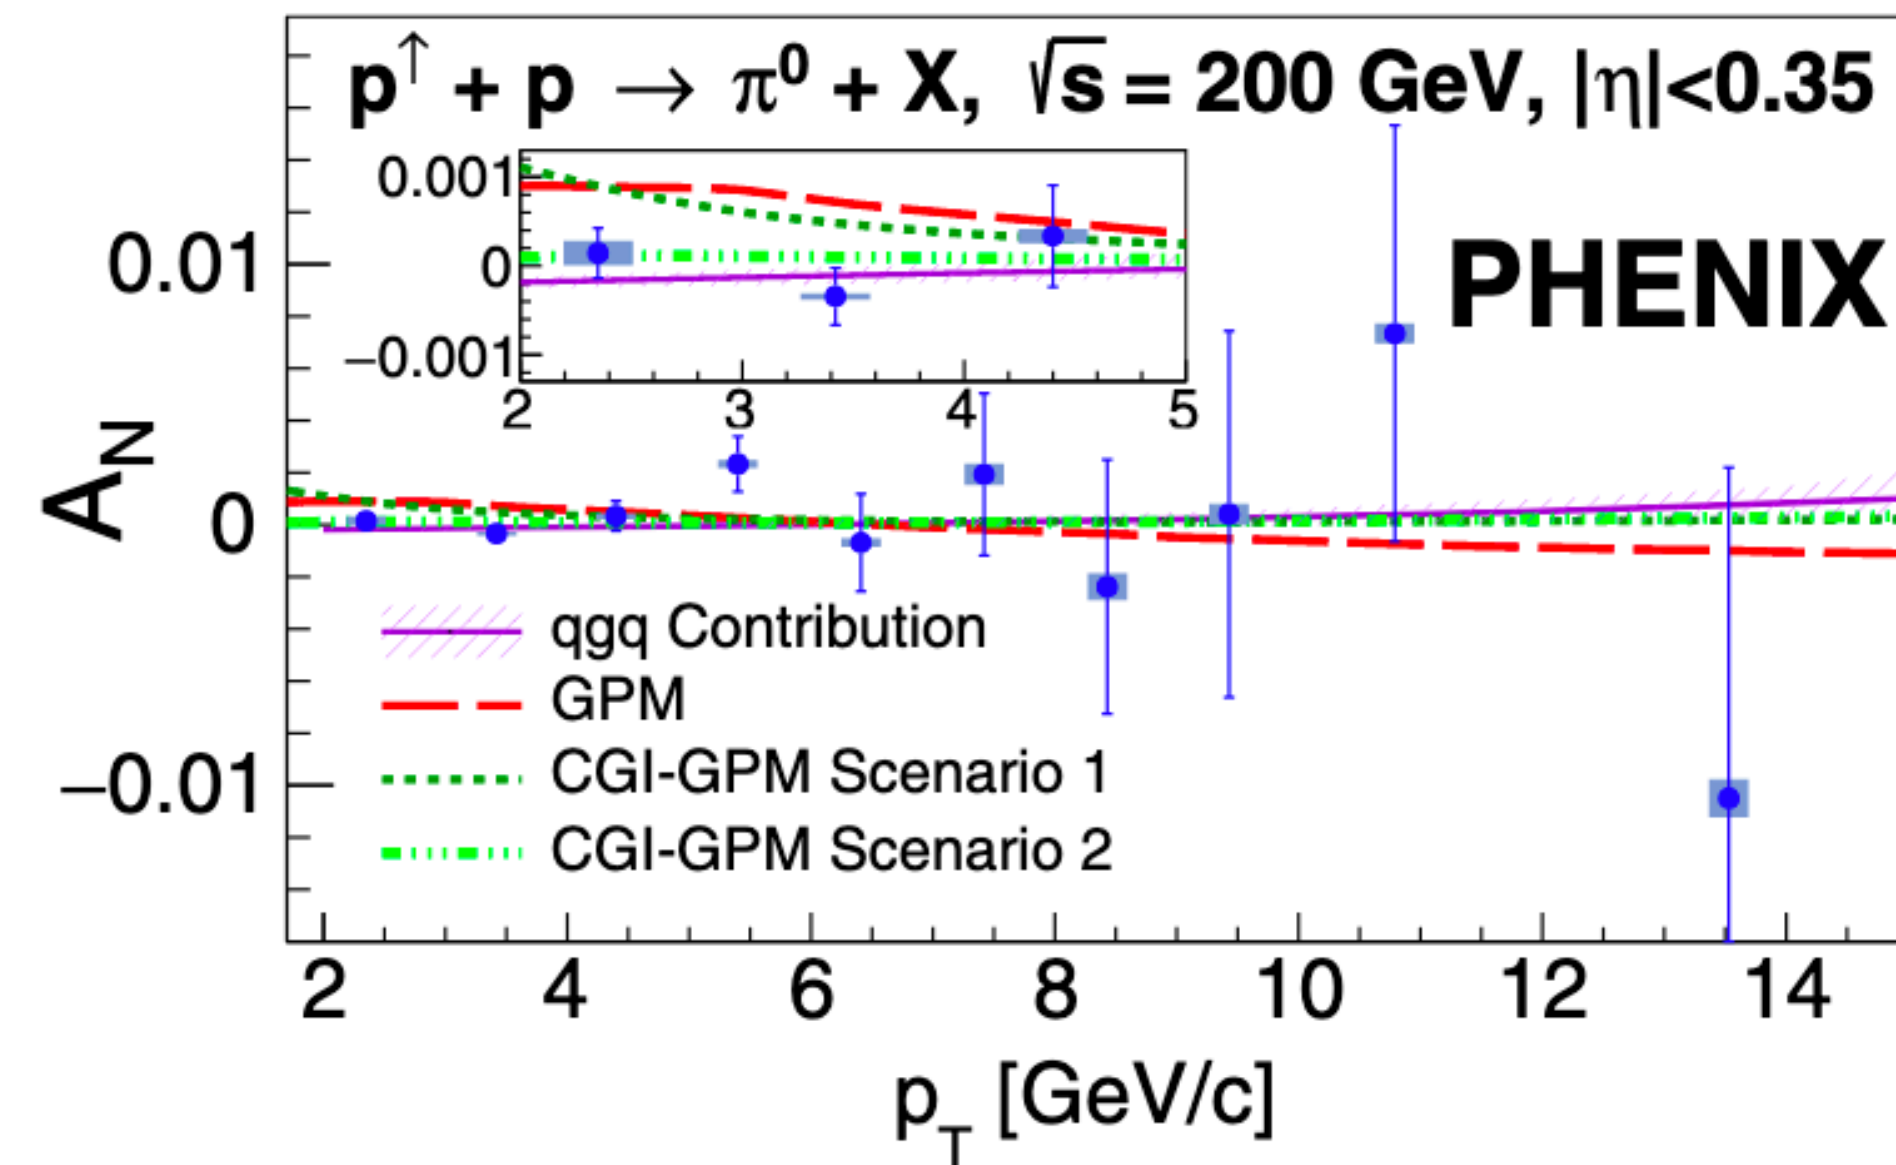 p↑ + p → π⁰ + X, √s = 200 GeV, |η|<0.35
PHENIX
0.001
0
−0.001
2 3 4 5
0.01
0
−0.01
A_N
qgq Contribution
GPM
CGI-GPM Scenario 1
CGI-GPM Scenario 2
2 4 6 8 10 12 14
p_T [GeV/c]